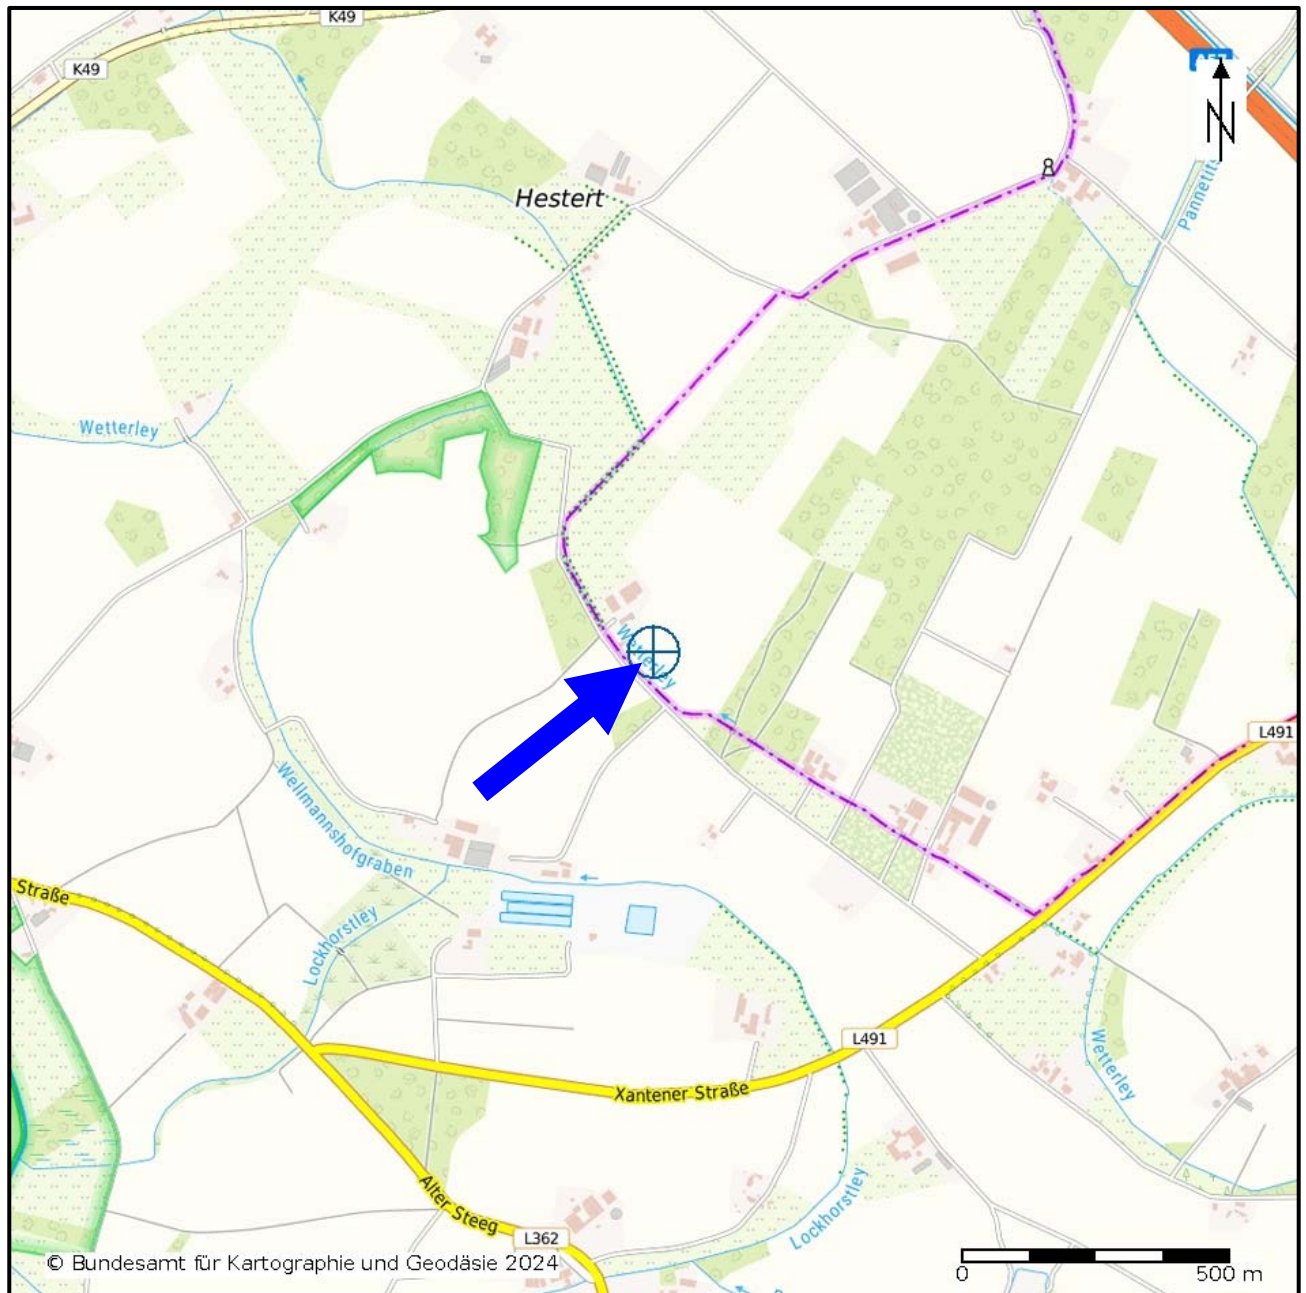 K49
K49
N
Hestert
Wetterley
Wetterley
L491
Wellmannshofgraben
Straße
Lockhorstley
L491
Wetterley
Xantener Straße
Alter Steeg
Lockhorstley
L362
© Bundesamt für Kartographie und Geodäsie 2024
0 500 m